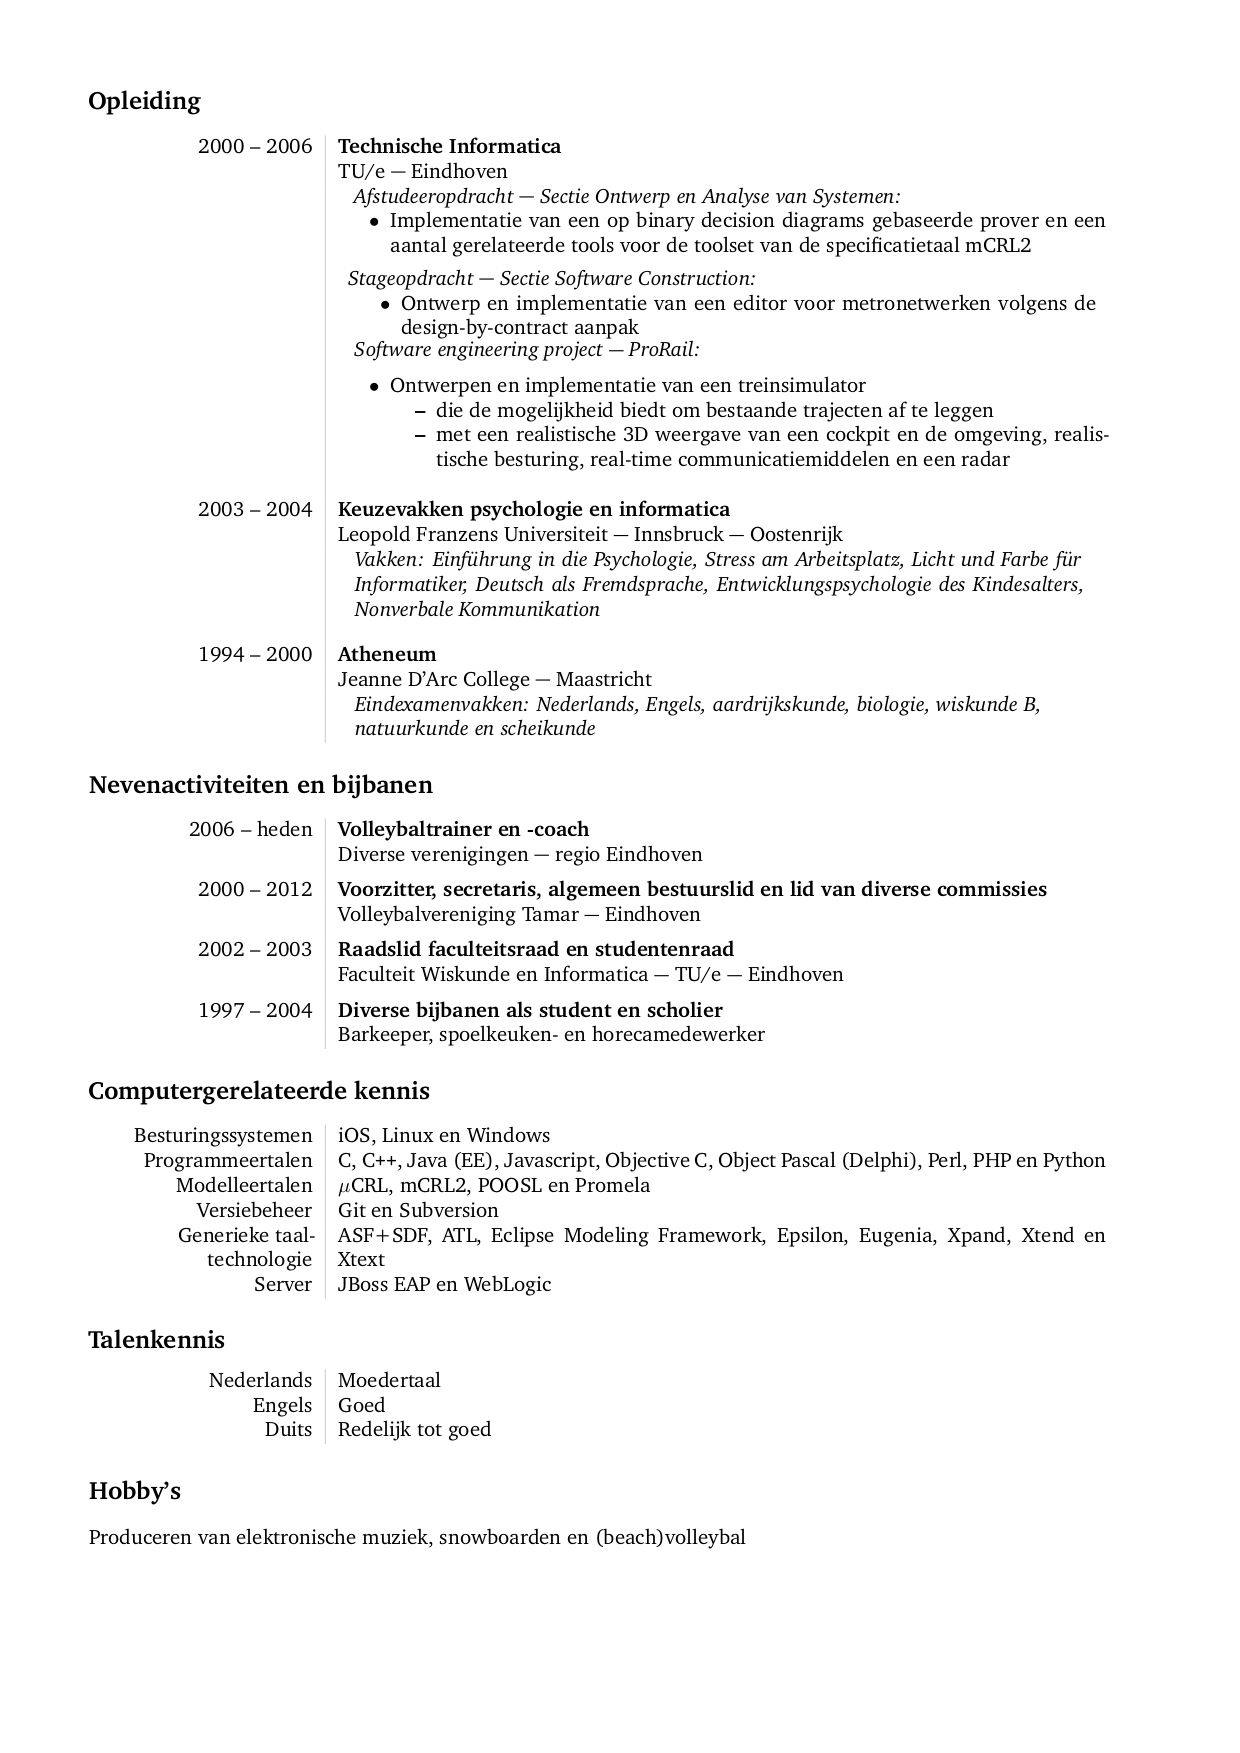 Opleiding
2000 – 2006 Technische Informatica
TU/e — Eindhoven
Afstudeeropdracht — Sectie Ontwerp en Analyse van Systemen:
• Implementatie van een op binary decision diagrams gebaseerde prover en een
aantal gerelateerde tools voor de toolset van de specificatietaal mCRL2
Stageopdracht — Sectie Software Construction:
• Ontwerp en implementatie van een editor voor metronetwerken volgens de
design-by-contract aanpak
Software engineering project — ProRail:
• Ontwerpen en implementatie van een treinsimulator
– die de mogelijkheid biedt om bestaande trajecten af te leggen
– met een realistische 3D weergave van een cockpit en de omgeving, realis-
tische besturing, real-time communicatiemiddelen en een radar
2003 – 2004 Keuzevakken psychologie en informatica
Leopold Franzens Universiteit — Innsbruck — Oostenrijk
Vakken: Einführung in die Psychologie, Stress am Arbeitsplatz, Licht und Farbe für
Informatiker, Deutsch als Fremdsprache, Entwicklungspsychologie des Kindesalters,
Nonverbale Kommunikation
1994 – 2000 Atheneum
Jeanne D’Arc College — Maastricht
Eindexamenvakken: Nederlands, Engels, aardrijkskunde, biologie, wiskunde B,
natuurkunde en scheikunde
Nevenactiviteiten en bijbanen
2006 – heden Volleybaltrainer en -coach
Diverse verenigingen — regio Eindhoven
2000 – 2012 Voorzitter, secretaris, algemeen bestuurslid en lid van diverse commissies
Volleybalvereniging Tamar — Eindhoven
2002 – 2003 Raadslid faculteitsraad en studentenraad
Faculteit Wiskunde en Informatica — TU/e — Eindhoven
1997 – 2004 Diverse bijbanen als student en scholier
Barkeeper, spoelkeuken- en horecamedewerker
Computergerelateerde kennis
Besturingssystemen iOS, Linux en Windows
Programmeertalen C, C++, Java (EE), Javascript, Objective C, Object Pascal (Delphi), Perl, PHP en Python
Modelleertalen μCRL, mCRL2, POOSL en Promela
Versiebeheer Git en Subversion
Generieke taal- ASF+SDF, ATL, Eclipse Modeling Framework, Epsilon, Eugenia, Xpand, Xtend en
technologie Xtext
Server JBoss EAP en WebLogic
Talenkennis
Nederlands Moedertaal
Engels Goed
Duits Redelijk tot goed
Hobby’s
Produceren van elektronische muziek, snowboarden en (beach)volleybal